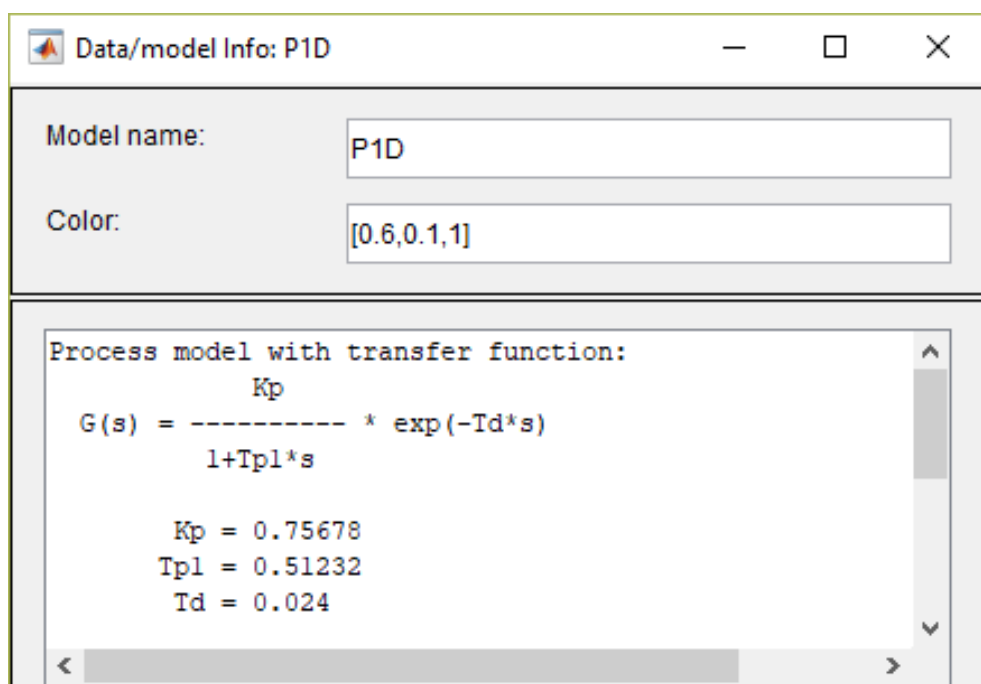 Data/model Info: P1D
Model name:
P1D
Color:
[0.6,0.1,1]
Process model with transfer function:
Kp
G(s) = ---------- * exp(-Td*s)
1+Tp1*s
Kp = 0.75678
Tp1 = 0.51232
Td = 0.024